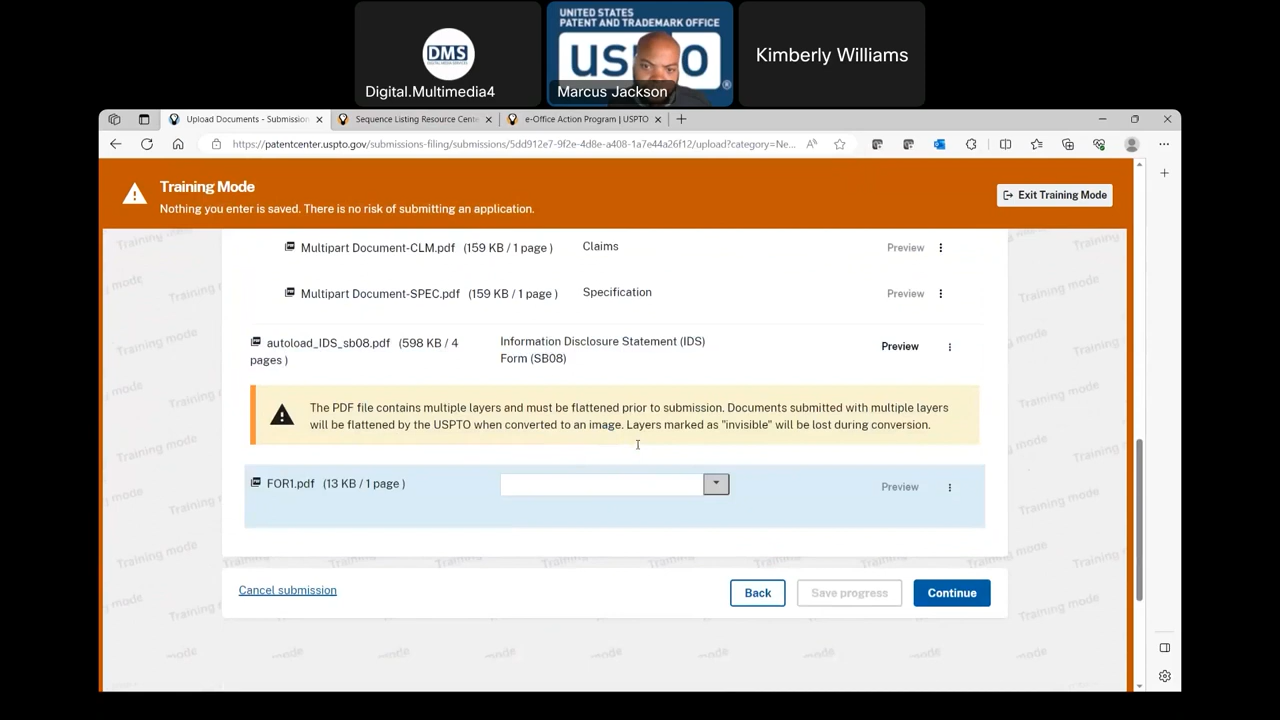 DMS
DIGITAL MEDIA SERVICES
Digital.Multimedia4
UNITED STATES
PATENT AND TRADEMARK OFFICE
Marcus Jackson
Kimberly Williams
Upload Documents - Submission
Sequence Listing Resource Cente
e-Office Action Program | USPTO
https://patentcenter.uspto.gov/submissions-filing/submissions/5dd912e7-9f2e-4d8e-a408-1a7e44a26f12/upload?category=Ne...
Training Mode
Nothing you enter is saved. There is no risk of submitting an application.
Exit Training Mode
Multipart Document-CLM.pdf (159 KB / 1 page )
Claims
Preview
Multipart Document-SPEC.pdf (159 KB / 1 page )
Specification
Preview
autoload_IDS_sb08.pdf (598 KB / 4
pages )
Information Disclosure Statement (IDS)
Form (SB08)
Preview
The PDF file contains multiple layers and must be flattened prior to submission. Documents submitted with multiple layers
will be flattened by the USPTO when converted to an image. Layers marked as "invisible" will be lost during conversion.
FOR1.pdf (13 KB / 1 page )
Preview
Cancel submission
Back
Save progress
Continue